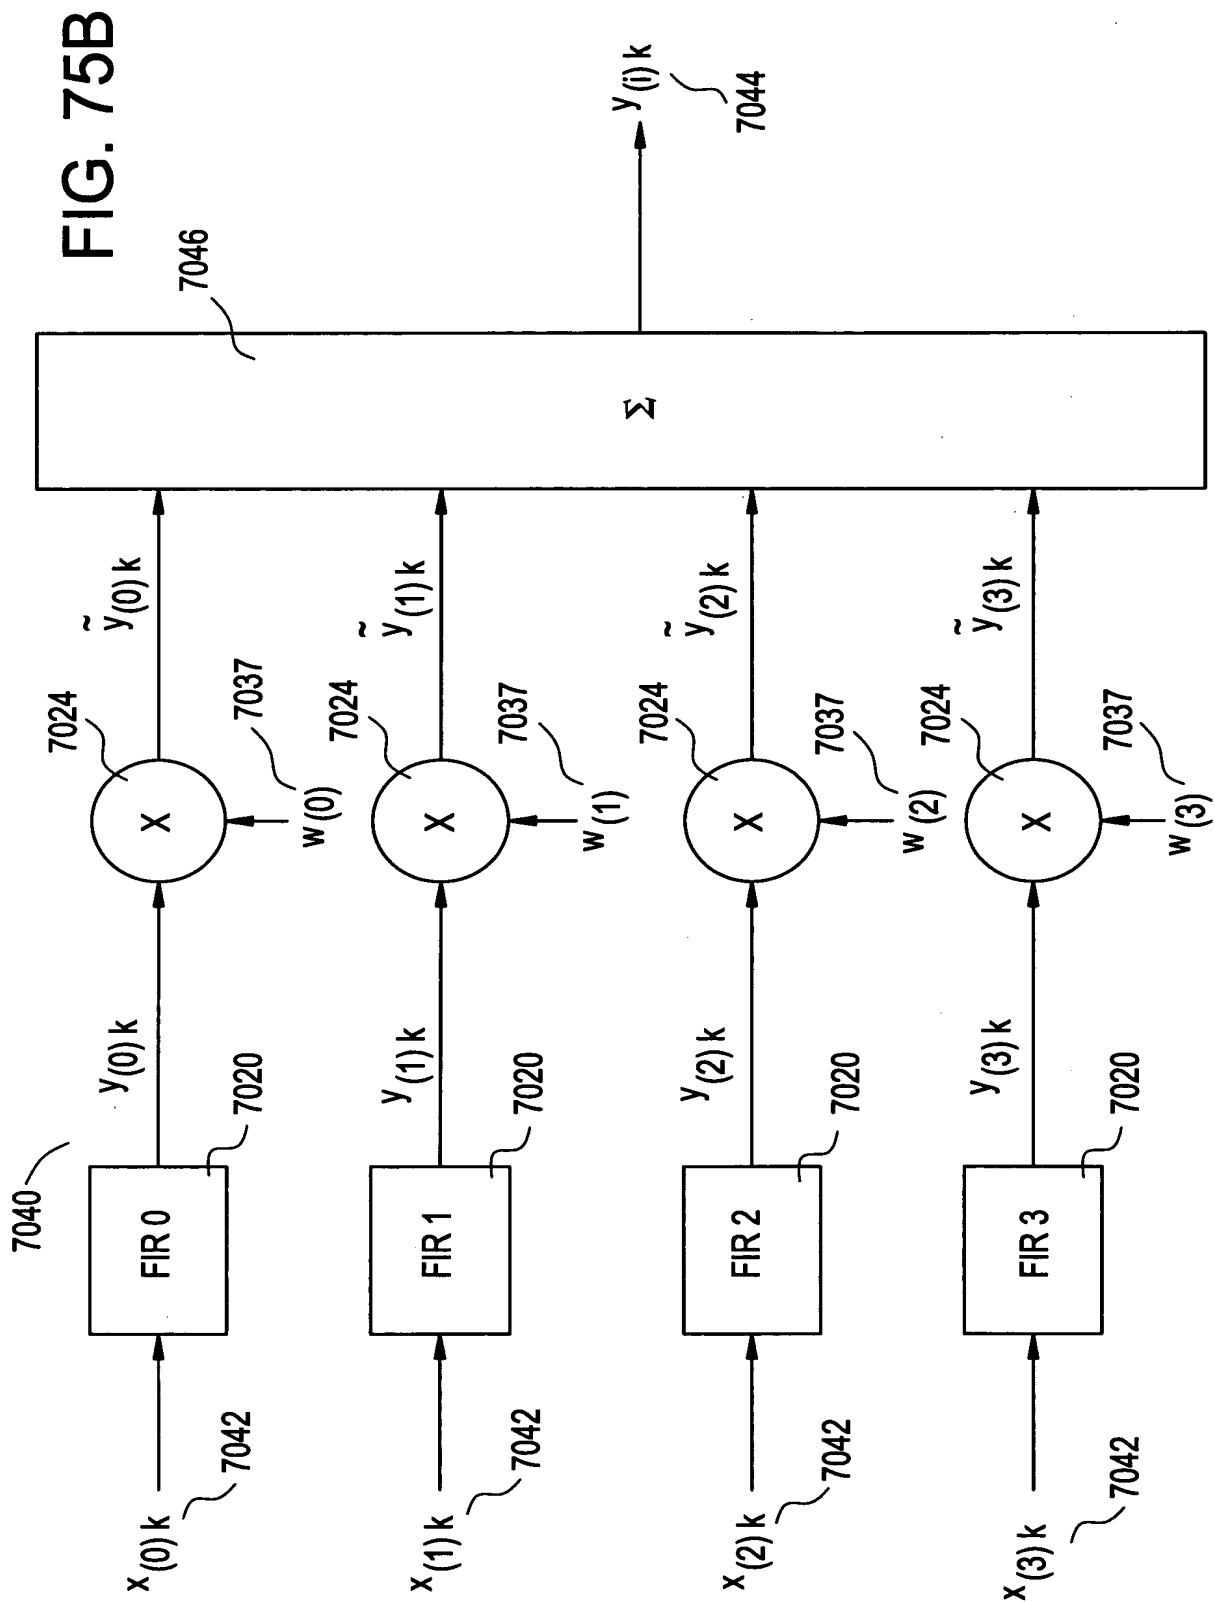 FIG. 75B
7040
x(0)k
7042
FIR 0
7020
y(0)k
7024
X
w(0)
7037
ỹ(0)k
x(1)k
7042
FIR 1
7020
y(1)k
7024
X
w(1)
7037
ỹ(1)k
x(2)k
7042
FIR 2
7020
y(2)k
7024
X
w(2)
7037
ỹ(2)k
x(3)k
7042
FIR 3
7020
y(3)k
7024
X
w(3)
7037
ỹ(3)k
7046
Σ
y(i)k
7044